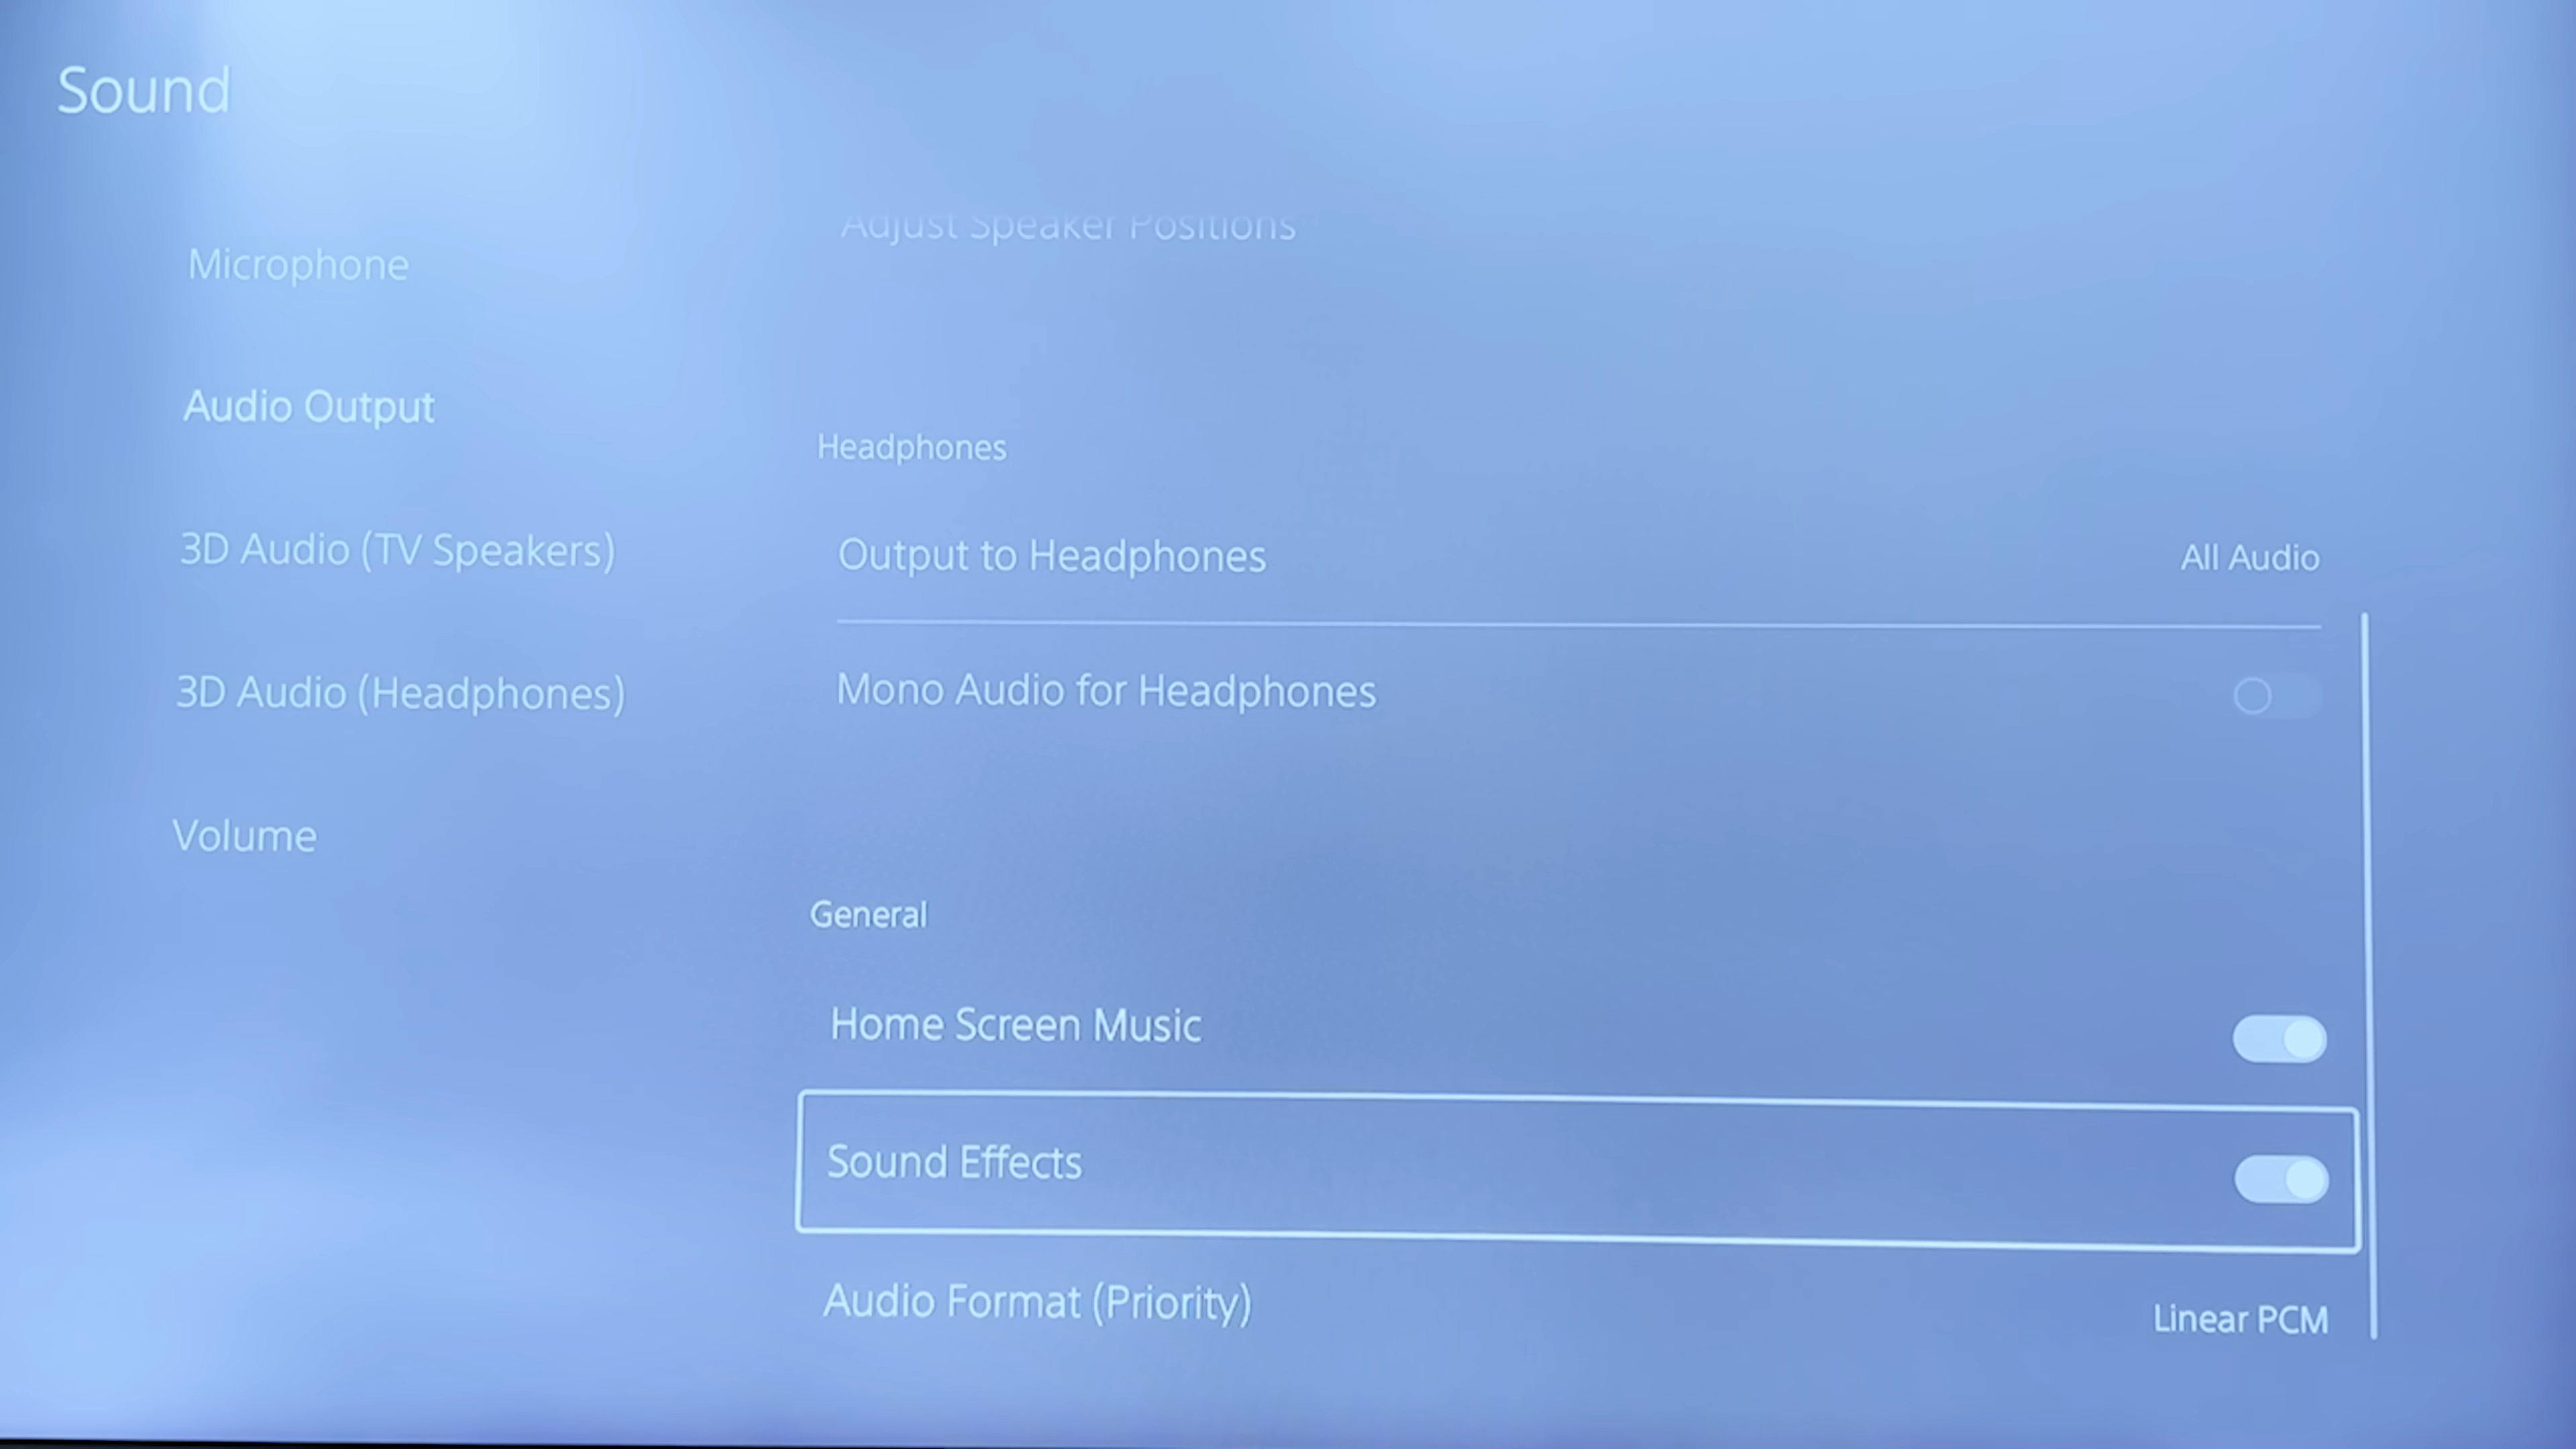 Sound
Microphone
Audio Output
3D Audio (TV Speakers)
3D Audio (Headphones)
Volume
Adjust Speaker Positions
Headphones
Output to Headphones All Audio
Mono Audio for Headphones
General
Home Screen Music
Sound Effects
Audio Format (Priority) Linear PCM